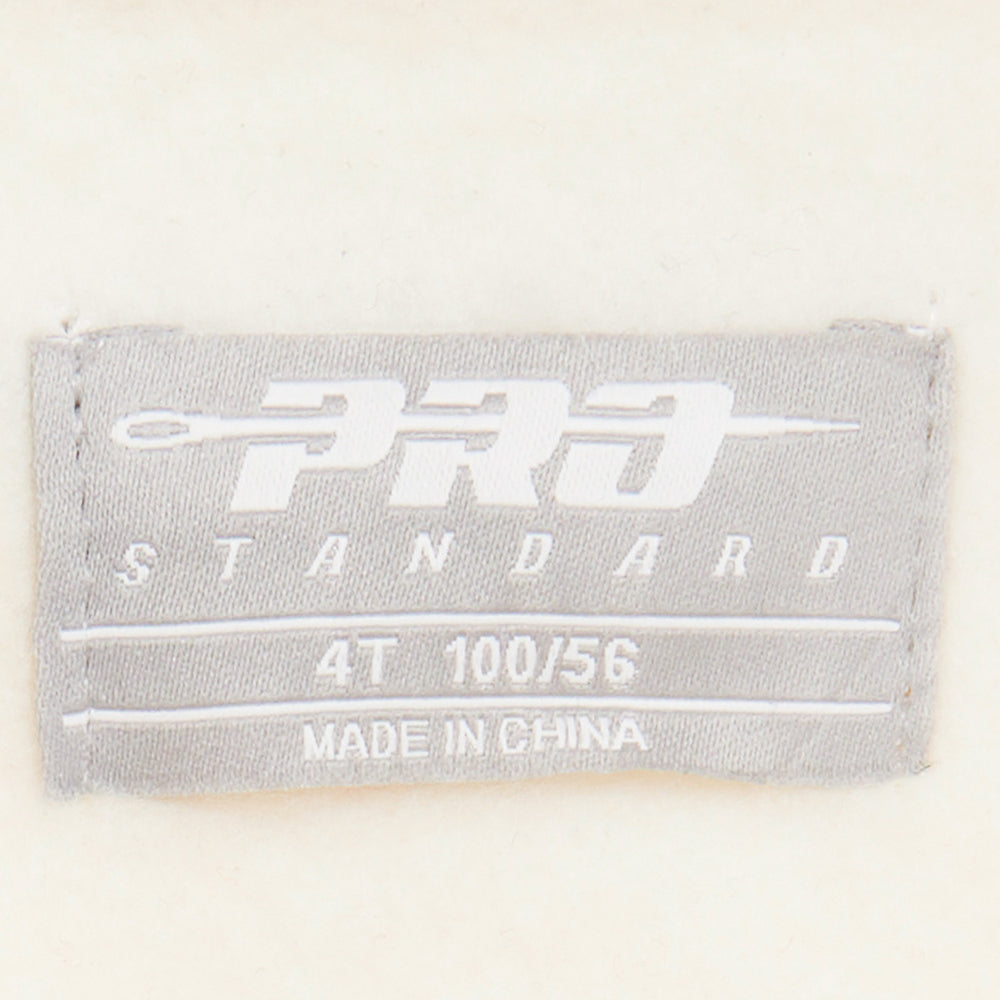 PRO
STANDARD
4T 100/56
MADE IN CHINA